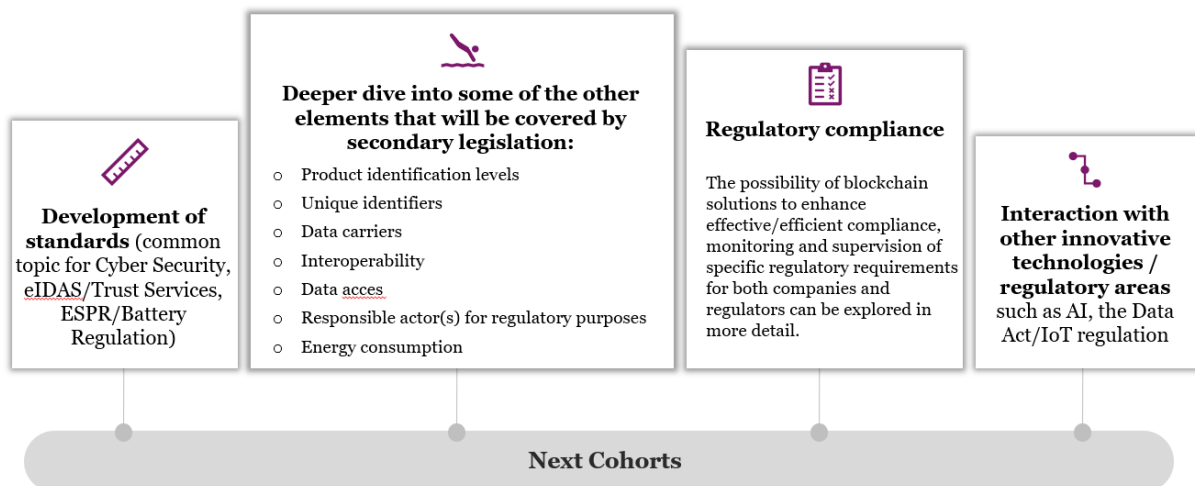 Development of
standards (common
topic for Cyber Security,
eIDAS/Trust Services,
ESPR/Battery
Regulation)
Deeper dive into some of the other
elements that will be covered by
secondary legislation:
o Product identification levels
o Unique identifiers
o Data carriers
o Interoperability
o Data acces
o Responsible actor(s) for regulatory purposes
o Energy consumption
Regulatory compliance
The possibility of blockchain
solutions to enhance
effective/efficient compliance,
monitoring and supervision of
specific regulatory requirements
for both companies and
regulators can be explored in
more detail.
Interaction with
other innovative
technologies /
regulatory areas
such as AI, the Data
Act/IoT regulation
Next Cohorts